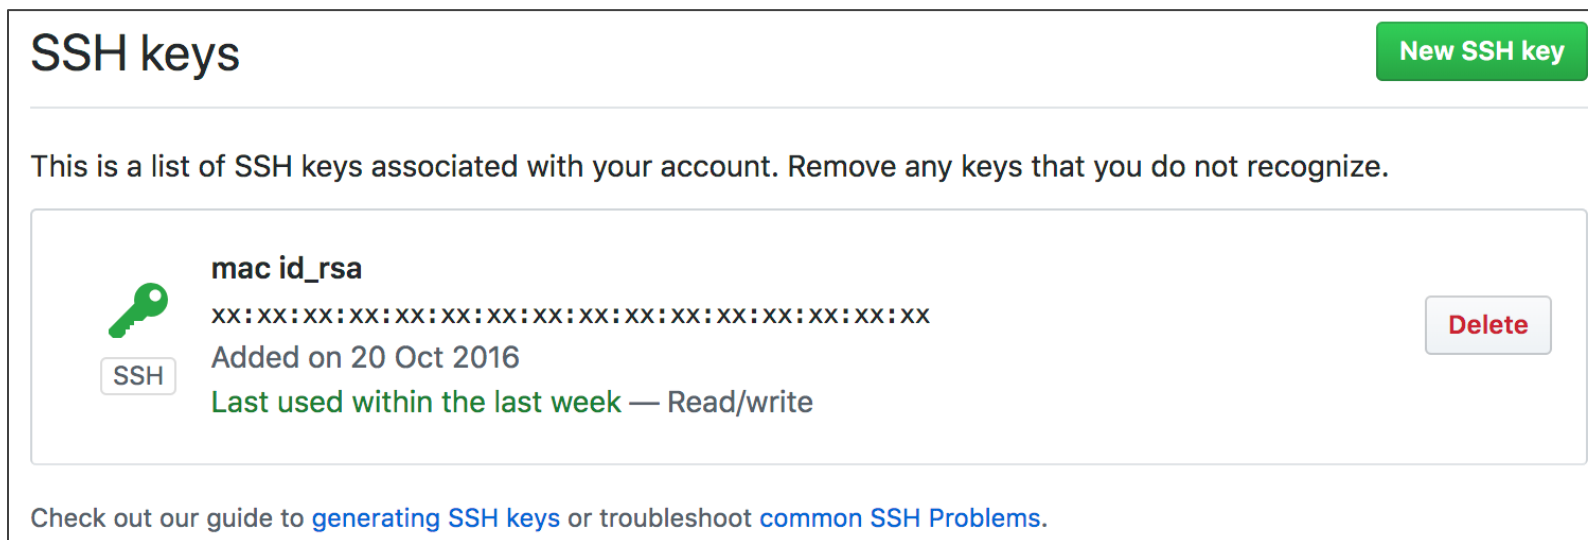 SSH keys
New SSH key
This is a list of SSH keys associated with your account. Remove any keys that you do not recognize.
mac id_rsa
xx:xx:xx:xx:xx:xx:xx:xx:xx:xx:xx:xx:xx:xx:xx:xx
Added on 20 Oct 2016
Last used within the last week — Read/write
SSH
Delete
Check out our guide to generating SSH keys or troubleshoot common SSH Problems.